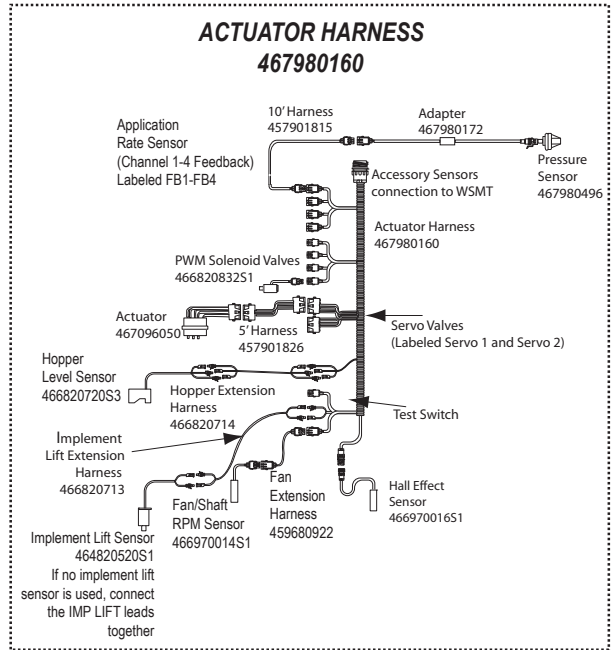 ACTUATOR HARNESS
467980160
10’ Harness
457901815
Adapter
467980172
Application
Rate Sensor
(Channel 1-4 Feedback)
Labeled FB1-FB4
Pressure
Sensor
467980496
Accessory Sensors
connection to WSMT
Actuator Harness
467980160
PWM Solenoid Valves
466820832S1
Actuator
467096050
5’ Harness
457901826
Servo Valves
(Labeled Servo 1 and Servo 2)
Hopper
Level Sensor
466820720S3
Hopper Extension
Harness
466820714
Test Switch
Implement
Lift Extension
Harness
466820713
Fan/Shaft
RPM Sensor
466970014S1
Fan
Extension
Harness
459680922
Hall Effect
Sensor
466970016S1
Implement Lift Sensor
464820520S1
If no implement lift
sensor is used, connect
the IMP LIFT leads
together